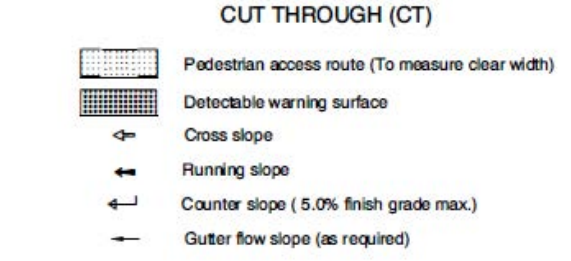 CUT THROUGH (CT)
Pedestrian access route (To measure clear width)
Detectable warning surface
Cross slope
Running slope
Counter slope ( 5.0% finish grade max.)
Gutter flow slope (as required)